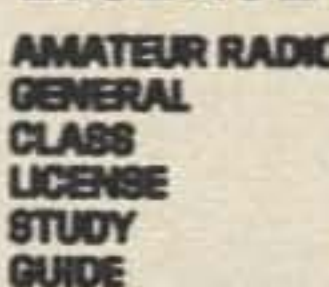 AMATEUR RADIO
GENERAL
CLASS
LICENSE
STUDY
GUIDE